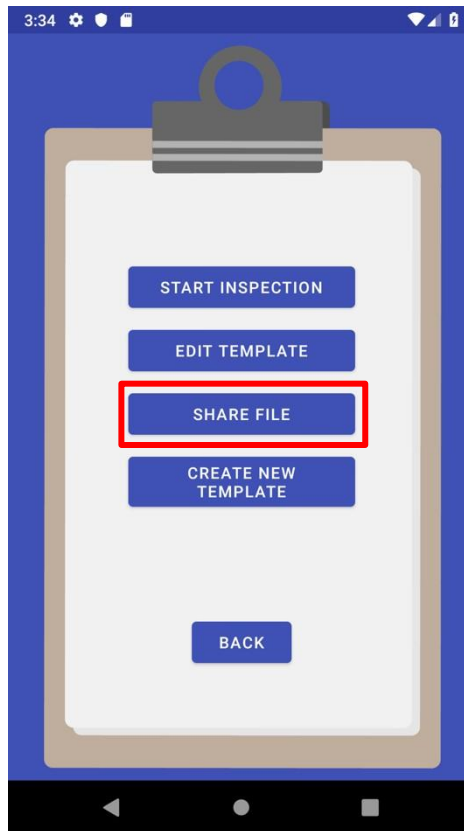 3:34
START INSPECTION
EDIT TEMPLATE
SHARE FILE
CREATE NEW
TEMPLATE
BACK